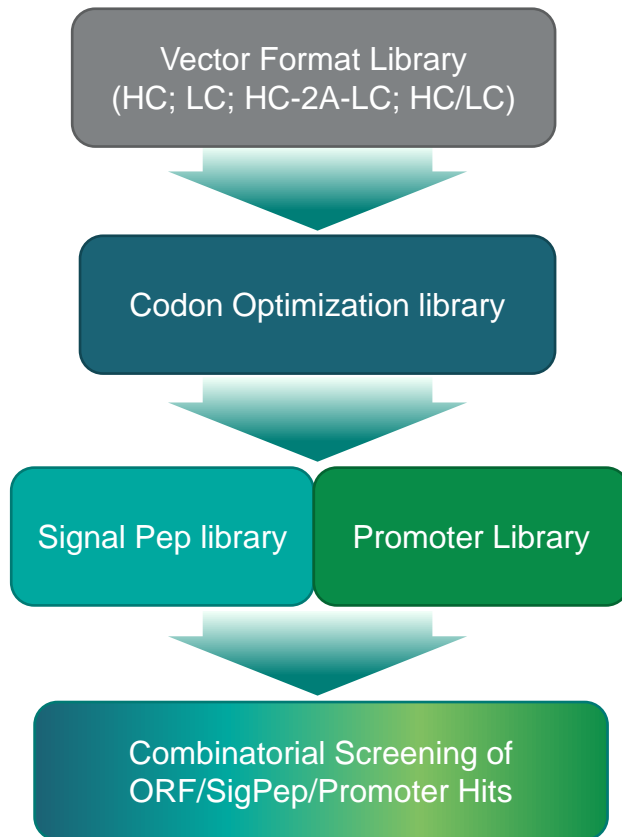 Vector Format Library
(HC; LC; HC-2A-LC; HC/LC)
Codon Optimization library
Signal Pep library
Promoter Library
Combinatorial Screening of
ORF/SigPep/Promoter Hits